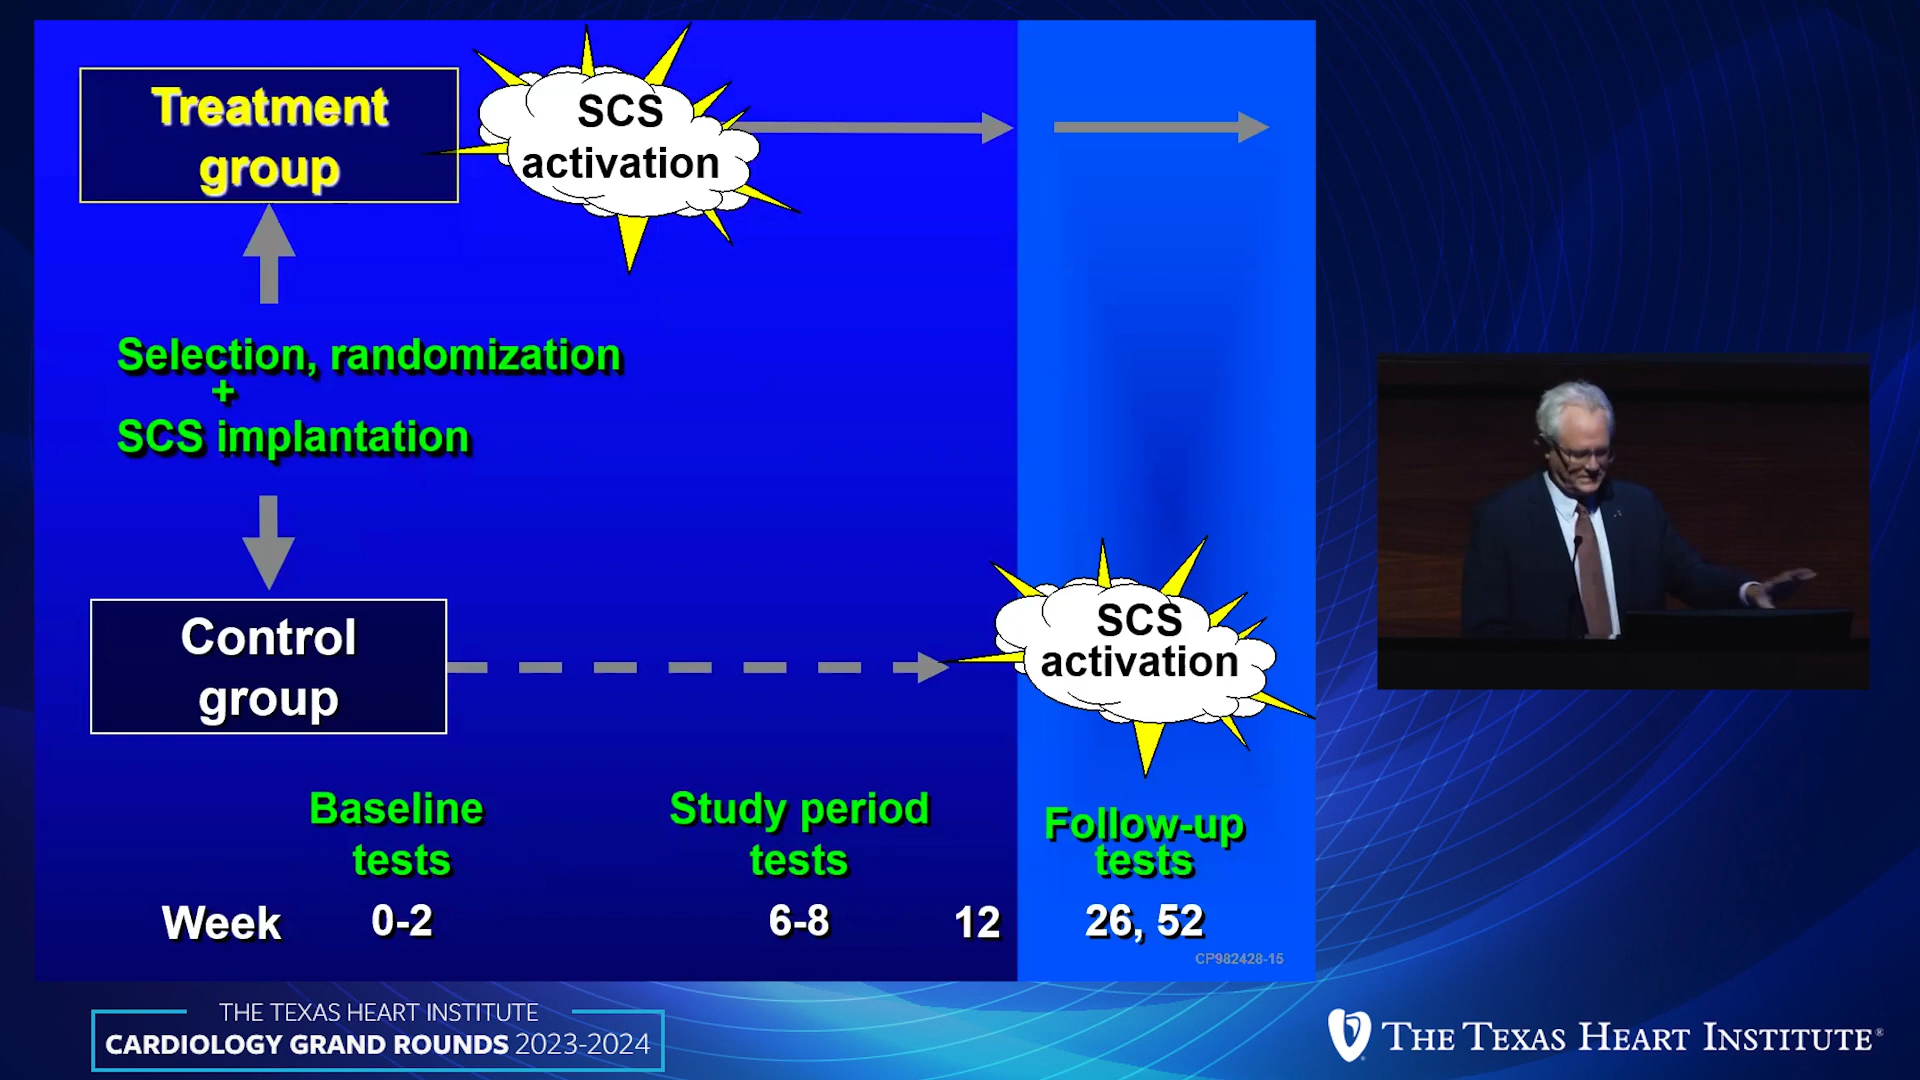 Treatment
group
SCS
activation
Selection, randomization
+
SCS implantation
Control
group
SCS
activation
Baseline
tests
Study period
tests
Follow-up
tests
Week 0-2 6-8 12 26, 52
CP982428-15
THE TEXAS HEART INSTITUTE
CARDIOLOGY GRAND ROUNDS 2023-2024
THE TEXAS HEART INSTITUTE®